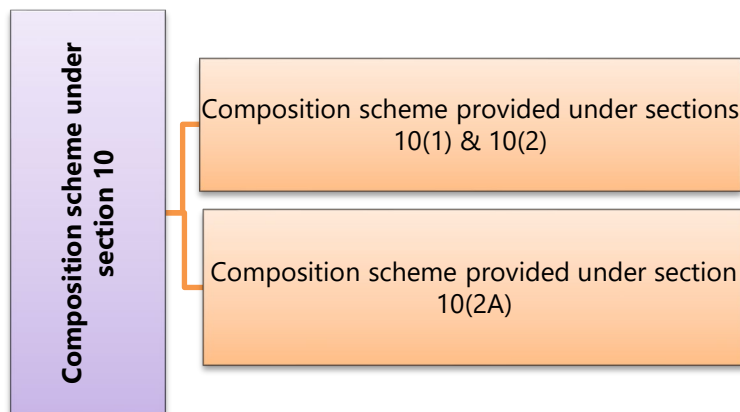 Composition scheme under
section 10
Composition scheme provided under sections
10(1) & 10(2)
Composition scheme provided under section
10(2A)